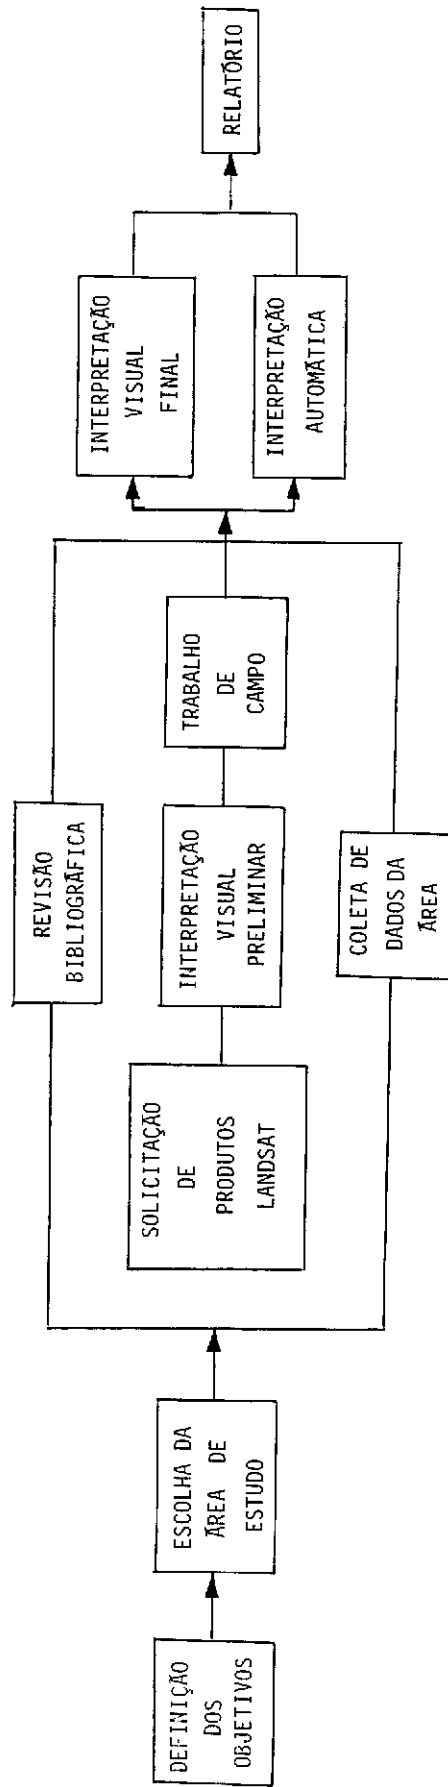 DEFINIÇÃO
DOS
OBJETIVOS
ESCOLHA DA
ÁREA DE
ESTUDO
REVISÃO
BIBLIOGRÁFICA
SOLICITAÇÃO
DE
PRODUTOS
LANDSAT
INTERPRETAÇÃO
VISUAL
PRELIMINAR
TRABALHO
DE
CAMPO
COLETA DE
DADOS DA
ÁREA
INTERPRETAÇÃO
VISUAL
FINAL
INTERPRETAÇÃO
AUTOMÁTICA
RELATÓRIO